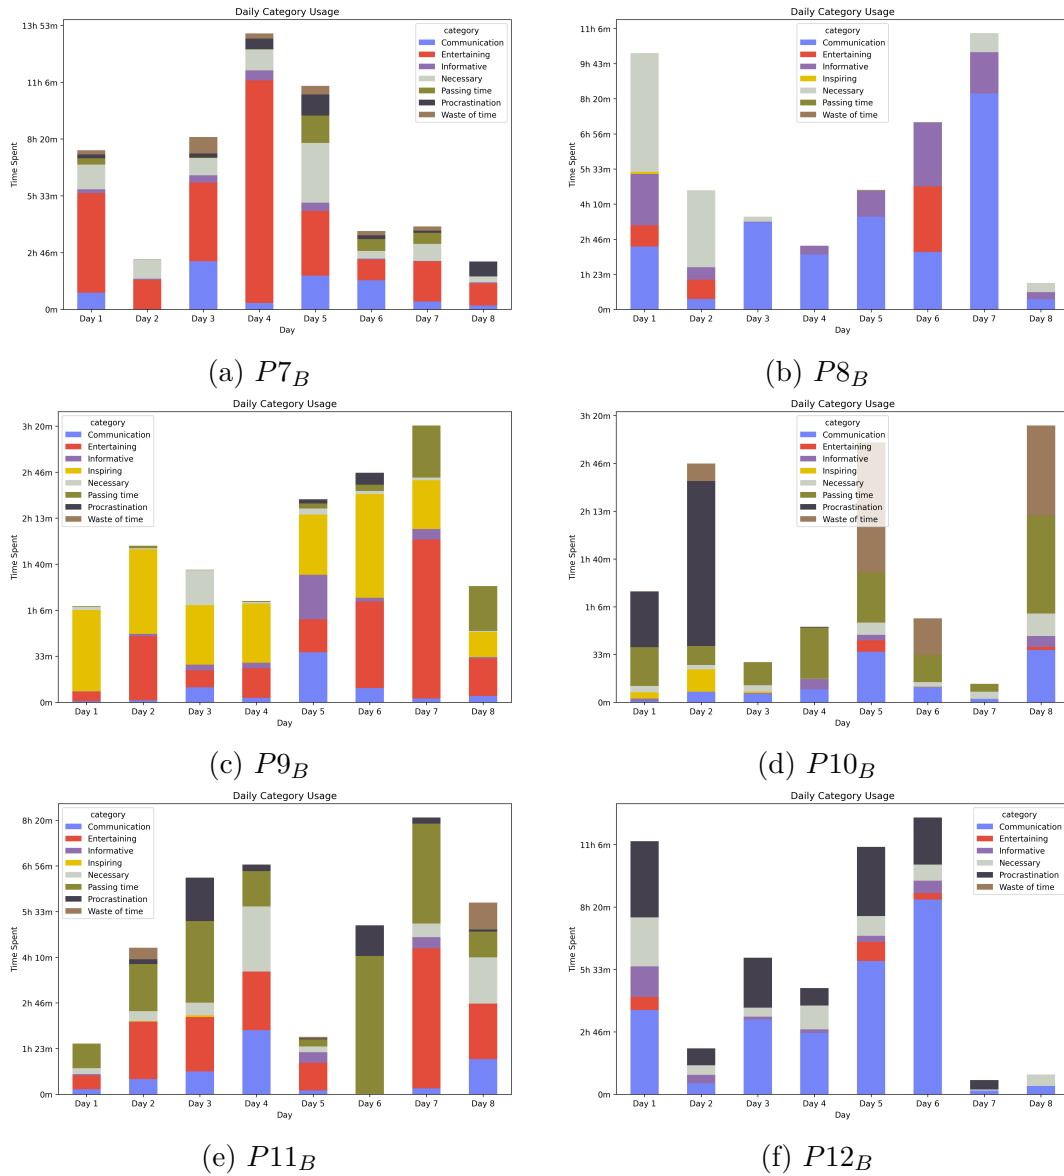 Daily Category Usage
13h 53m
11h 6m
8h 20m
5h 33m
2h 46m
0m
Time Spent
category
Communication
Entertaining
Informative
Necessary
Passing time
Procrastination
Waste of time
Day 1 Day 2 Day 3 Day 4 Day 5 Day 6 Day 7 Day 8
Day
(a) P7B
Daily Category Usage
11h 6m
9h 43m
8h 20m
6h 56m
5h 33m
4h 10m
2h 46m
1h 23m
0m
Time Spent
category
Communication
Entertaining
Informative
Inspiring
Necessary
Passing time
Waste of time
Day 1 Day 2 Day 3 Day 4 Day 5 Day 6 Day 7 Day 8
Day
(b) P8B
Daily Category Usage
3h 20m
2h 46m
2h 13m
1h 40m
1h 6m
33m
0m
Time Spent
category
Communication
Entertaining
Informative
Inspiring
Necessary
Passing time
Procrastination
Waste of time
Day 1 Day 2 Day 3 Day 4 Day 5 Day 6 Day 7 Day 8
Day
(c) P9B
Daily Category Usage
3h 20m
2h 46m
2h 13m
1h 40m
1h 6m
33m
0m
Time Spent
category
Communication
Entertaining
Informative
Inspiring
Necessary
Passing time
Procrastination
Waste of time
Day 1 Day 2 Day 3 Day 4 Day 5 Day 6 Day 7 Day 8
Day
(d) P10B
Daily Category Usage
8h 20m
6h 56m
5h 33m
4h 10m
2h 46m
1h 23m
0m
Time Spent
category
Communication
Entertaining
Informative
Inspiring
Necessary
Passing time
Procrastination
Waste of time
Day 1 Day 2 Day 3 Day 4 Day 5 Day 6 Day 7 Day 8
Day
(e) P11B
Daily Category Usage
11h 6m
8h 20m
5h 33m
2h 46m
0m
Time Spent
category
Communication
Entertaining
Informative
Necessary
Procrastination
Waste of time
Day 1 Day 2 Day 3 Day 4 Day 5 Day 6 Day 7 Day 8
Day
(f) P12B